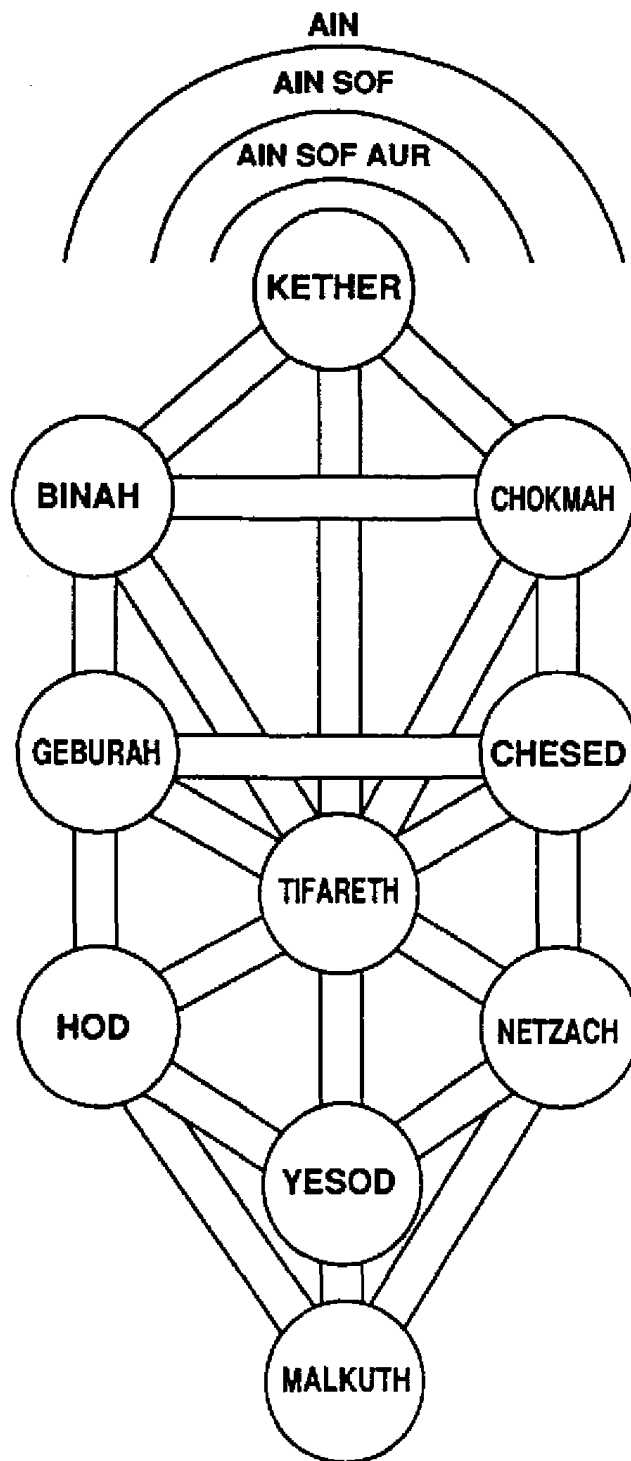 AIN
AIN SOF
AIN SOF AUR
KETHER
BINAH
CHOKMAH
GEBURAH
CHESED
TIFARETH
HOD
NETZACH
YESOD
MALKUTH